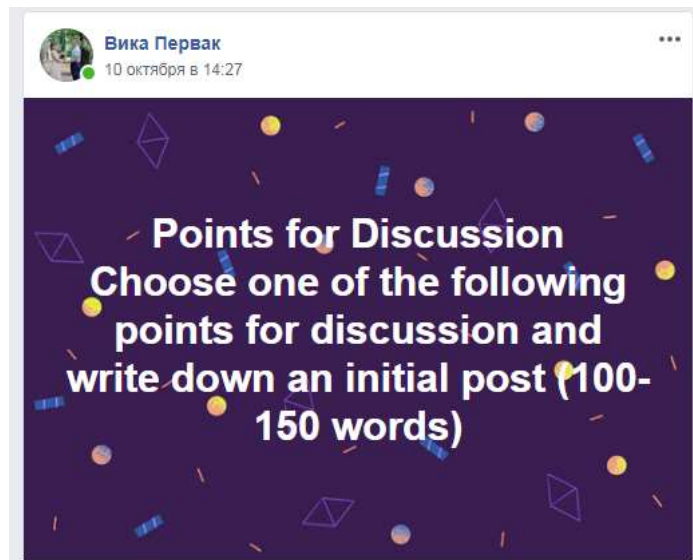 Вика Первак
10 октября в 14:27
Points for Discussion
Choose one of the following
points for discussion and
write down an initial post (100-
150 words)